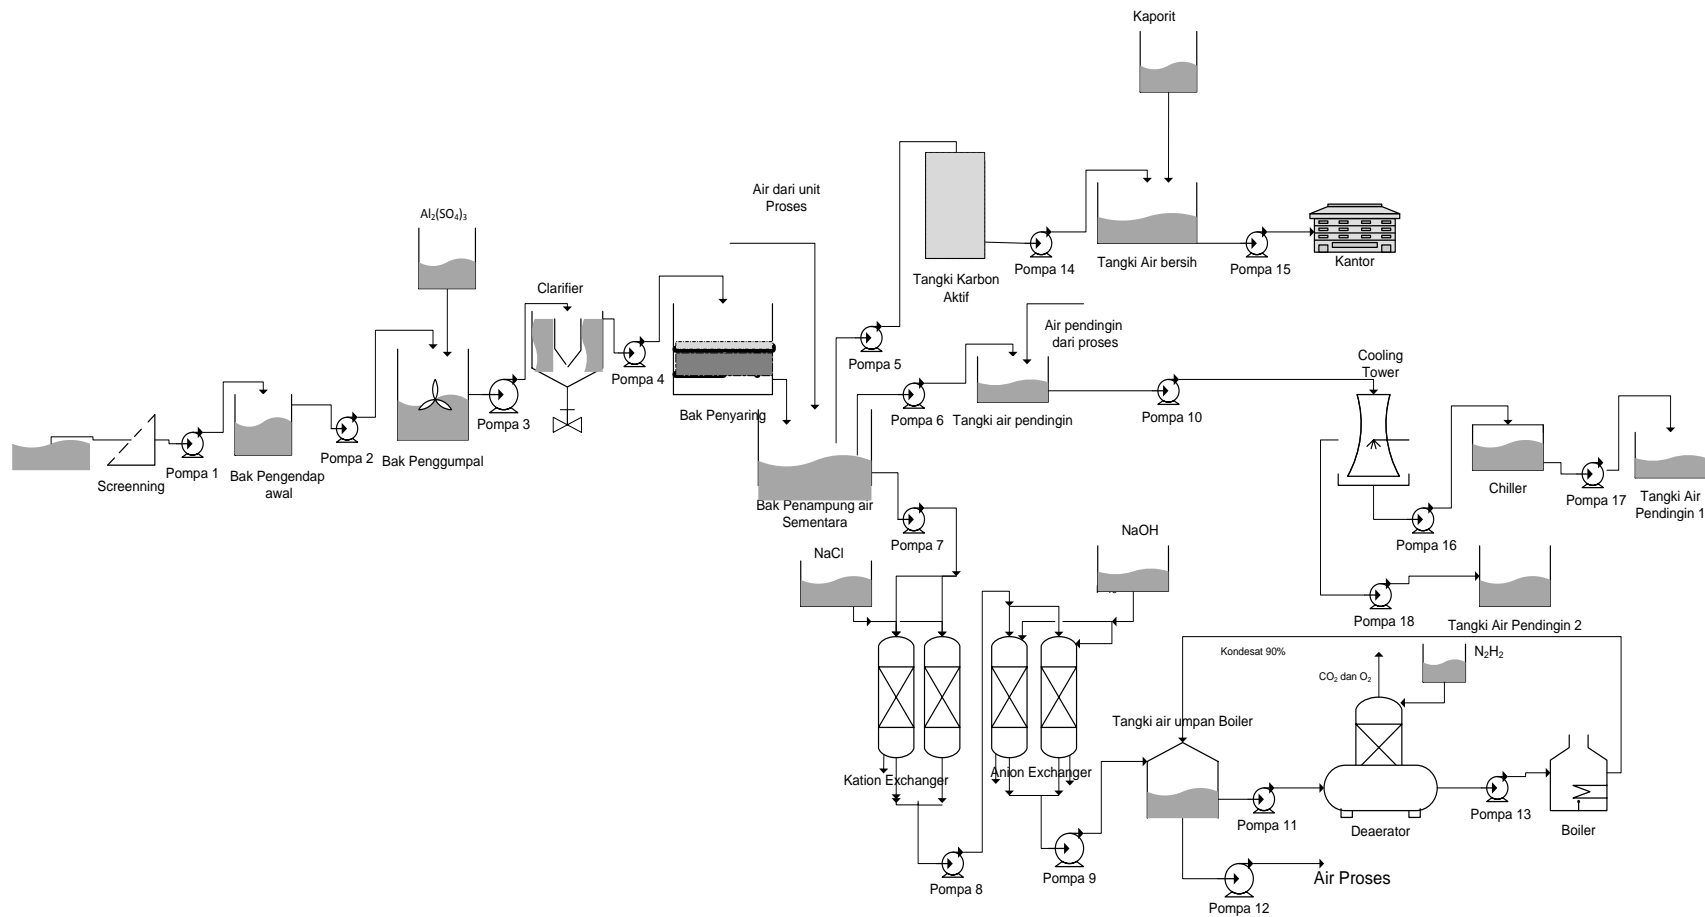 Kaporit
Air dari unit
Proses
Al₂(SO₄)₃
Clarifier
Pompa 14
Tangki Air bersih
Pompa 15
Kantor
Tangki Karbon
Aktif
Air pendingin
dari proses
Pompa 5
Pompa 4
Cooling
Tower
Bak Penyaring
Pompa 6
Tangki air pendingin
Pompa 10
Pompa 3
Pompa 2
Bak Penggumpal
Pompa 1
Bak Pengendap
awal
Screenning
Chiller
Pompa 17
Tangki Air
Pendingin 1
Bak Penampung air
Sementara
Pompa 7
Pompa 16
NaOH
NaCl
Pompa 18
Tangki Air Pendingin 2
Kondesat 90%
N₂H₂
CO₂ dan O₂
Tangki air umpan Boiler
Kation Exchanger
Anion Exchanger
Pompa 11
Deaerator
Pompa 13
Boiler
Pompa 8
Pompa 9
Air Proses
Pompa 12